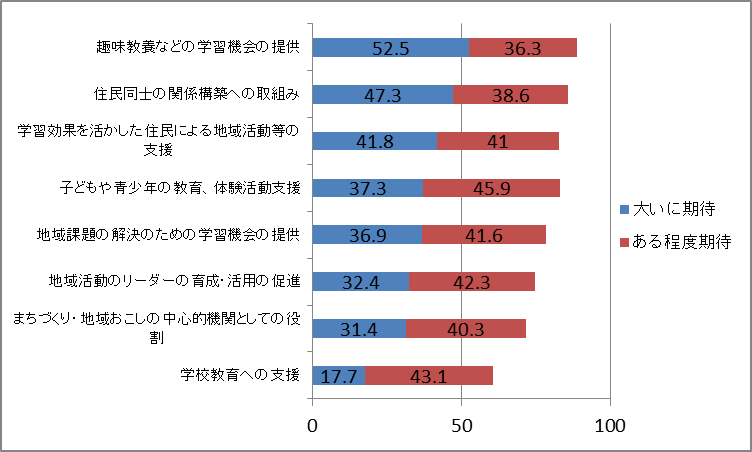 趣味教養などの学習機会の提供
52.5
36.3
住民同士の関係構築への取組み
47.3
38.6
学習効果を活かした住民による地域活動等の
支援
41.8
41
子どもや青少年の教育、体験活動支援
37.3
45.9
地域課題の解決のための学習機会の提供
36.9
41.6
地域活動のリーダーの育成・活用の促進
32.4
42.3
まちづくり・地域おこしの中心的機関としての役
割
31.4
40.3
学校教育への支援
17.7
43.1
0
50
100
大いに期待
ある程度期待